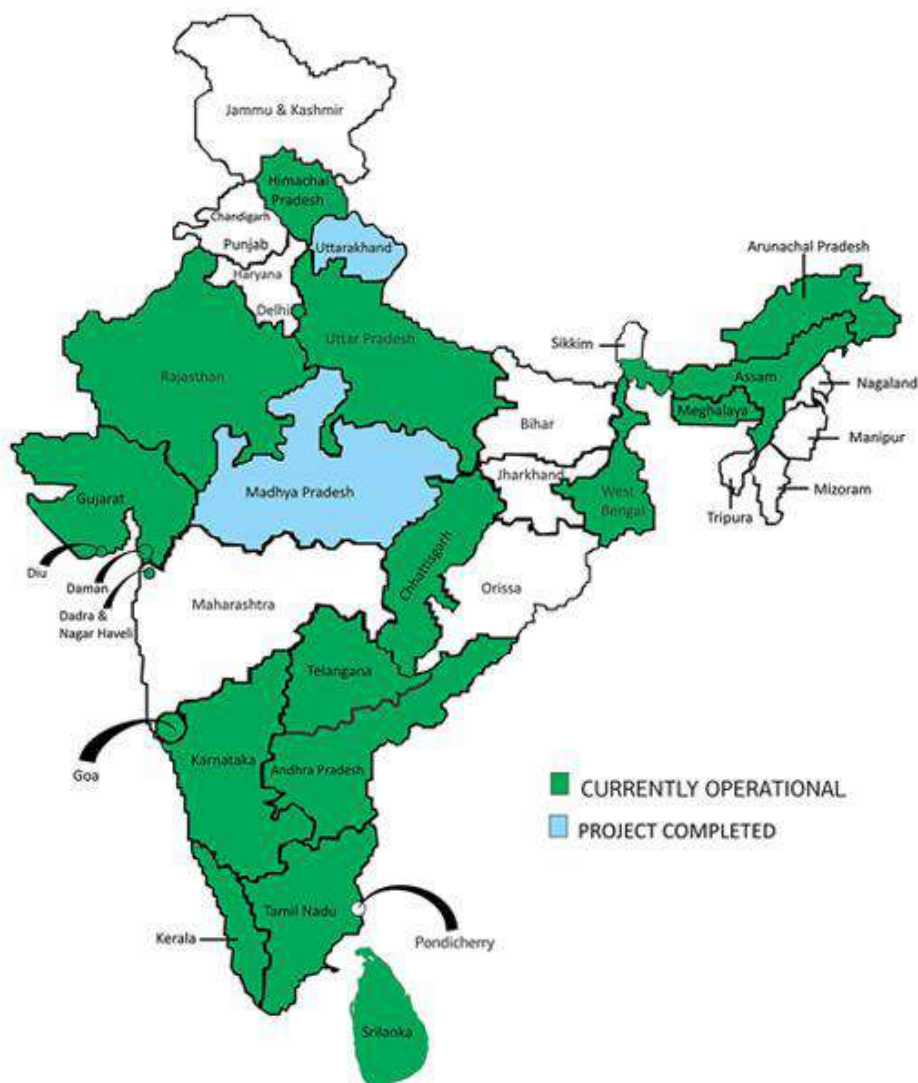 Jammu & Kashmir
Himachal
Pradesh
Chandigarh
Punjab
Uttarakhand
Haryana
Delhi
Arunachal Pradesh
Uttar Pradesh
Sikkim
Rajasthan
Assam
Nagaland
Meghalaya
Bihar
Manipur
Jharkhand
Gujarat
Madhya Pradesh
West
Bengal
Mizoram
Tripura
Diu
Daman
Chhattisgarh
Orissa
Maharashtra
Dadra &
Nagar Haveli
Telangana
Goa
Karnataka
Andhra Pradesh
CURRENTLY OPERATIONAL
PROJECT COMPLETED
Tamil Nadu
Kerala
Pondicherry
Srilanka